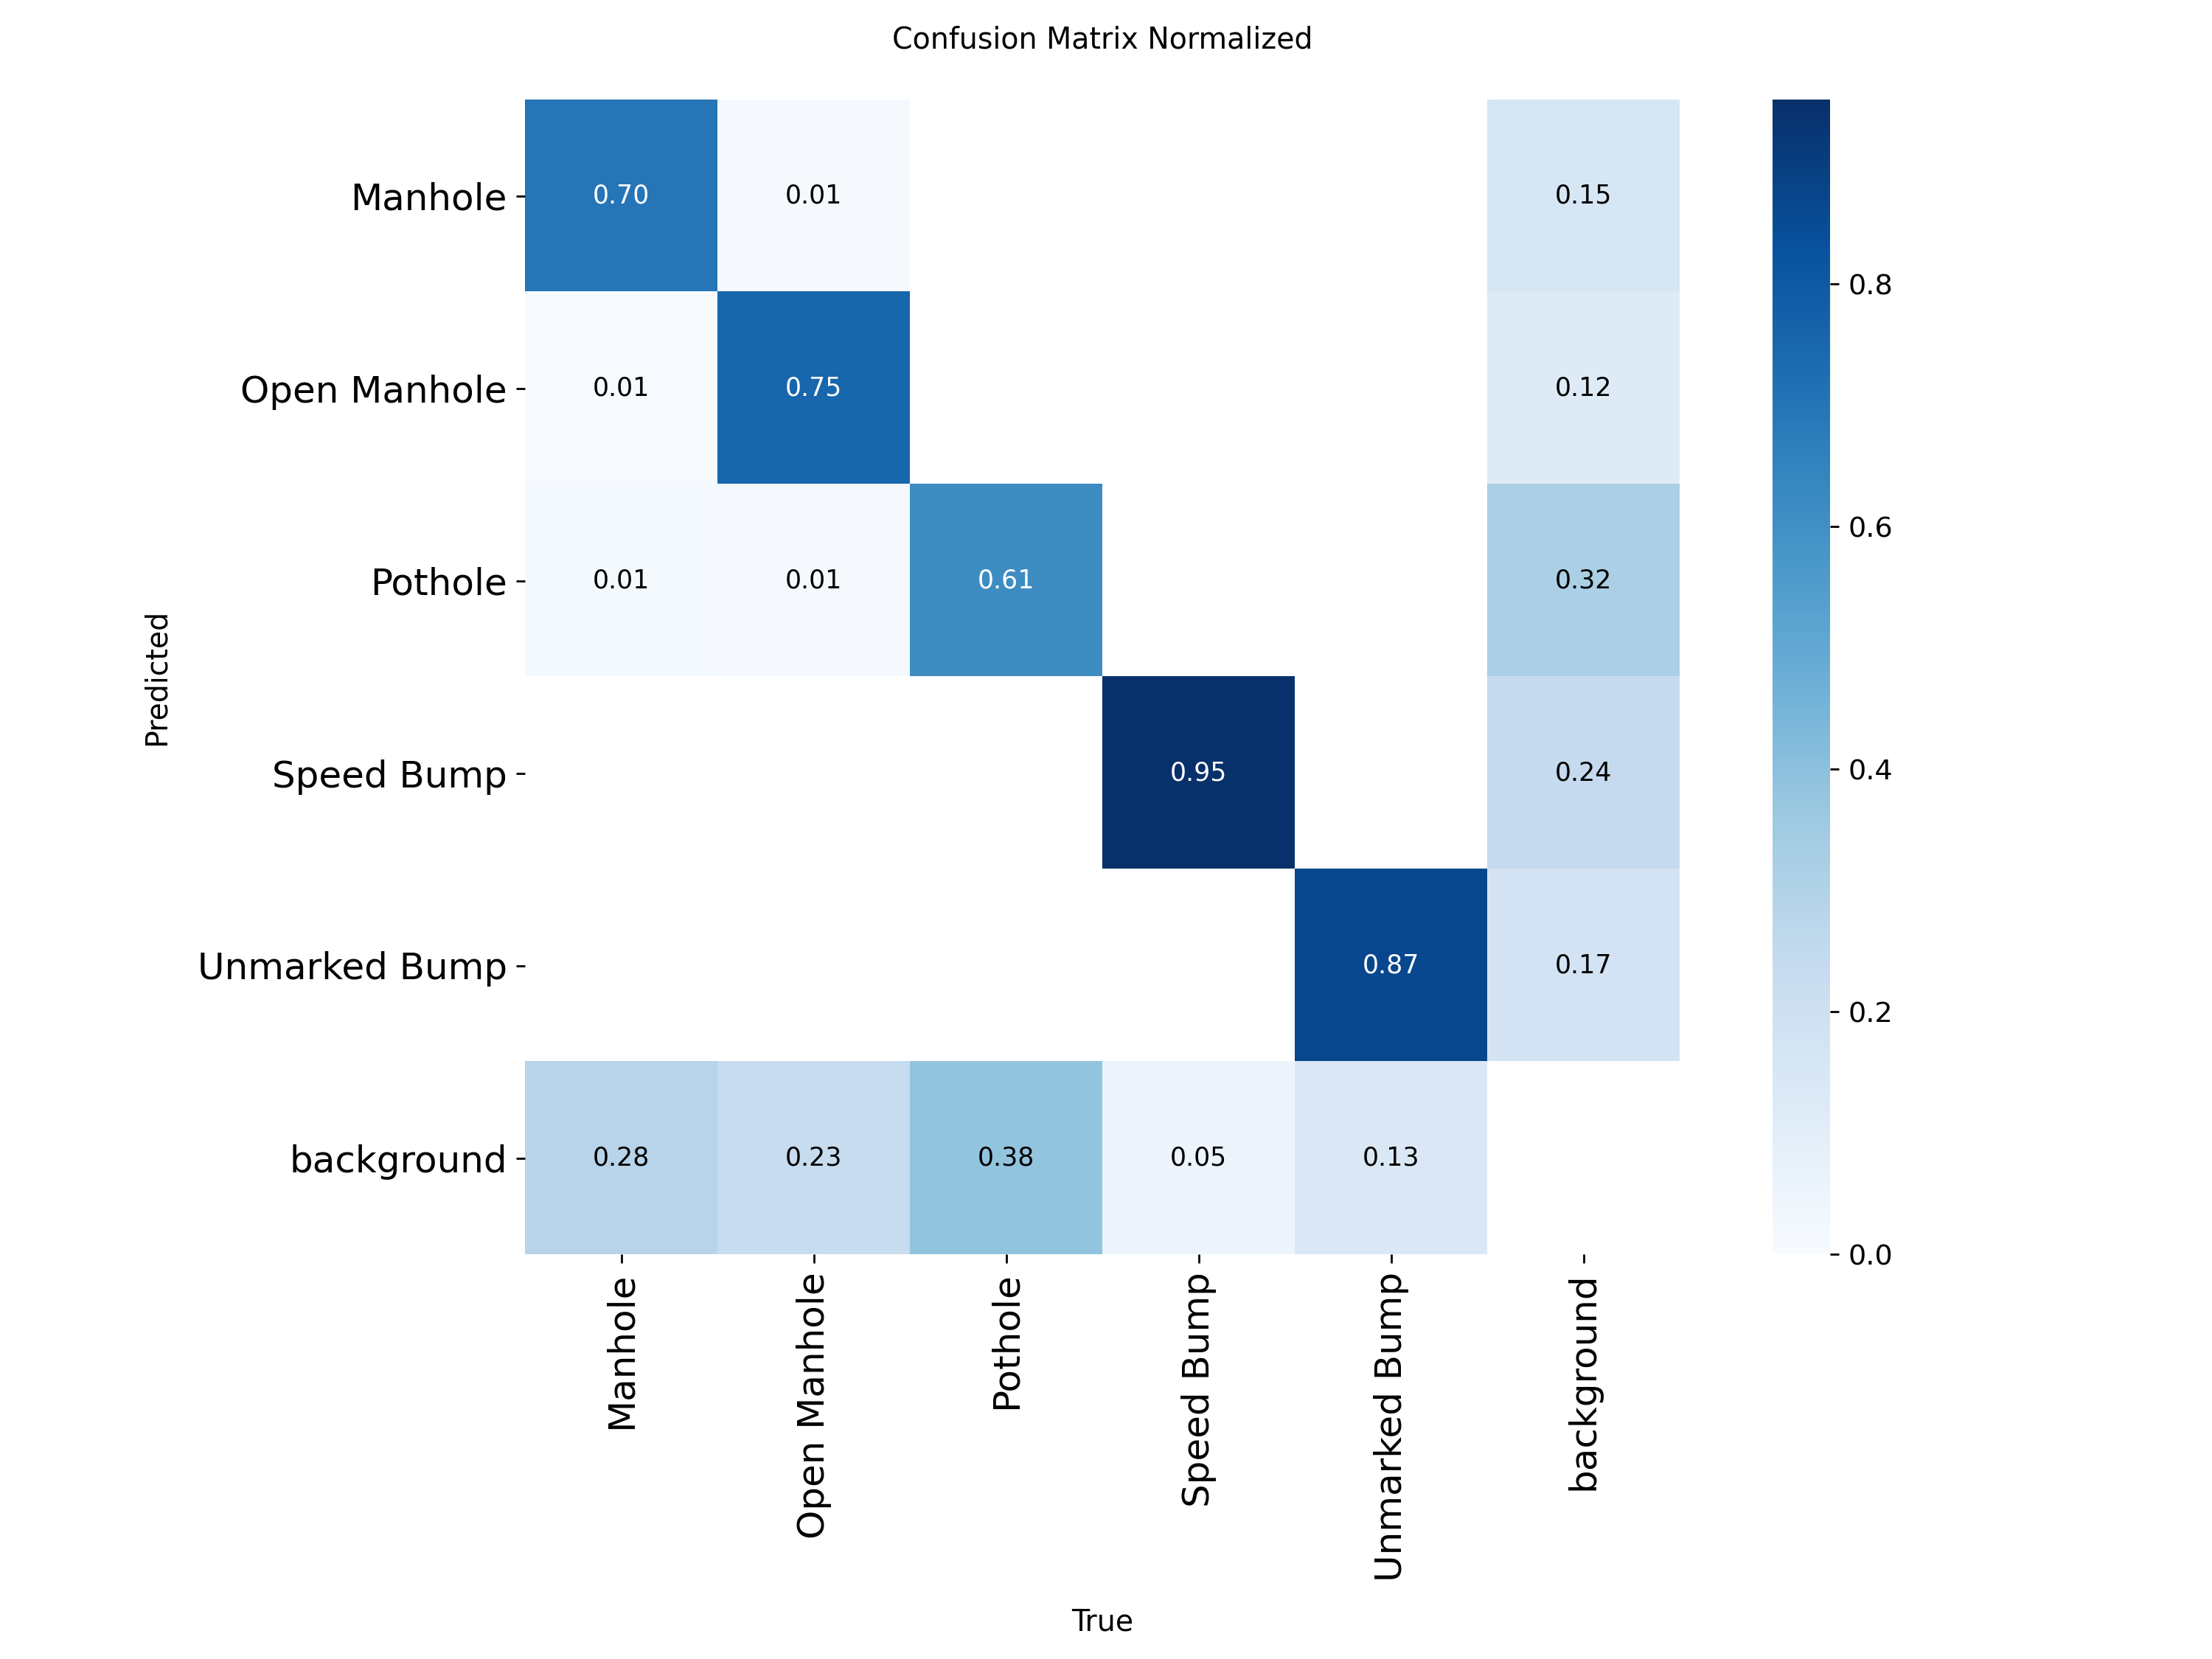 Confusion Matrix Normalized
Manhole 0.70 0.01 0.15
Open Manhole 0.01 0.75 0.12
Pothole 0.01 0.01 0.61 0.32
Speed Bump 0.95 0.24
Unmarked Bump 0.87 0.17
background 0.28 0.23 0.38 0.05 0.13
Predicted
Manhole
Open Manhole
Pothole
Speed Bump
Unmarked Bump
background
True
0.8
0.6
0.4
0.2
0.0